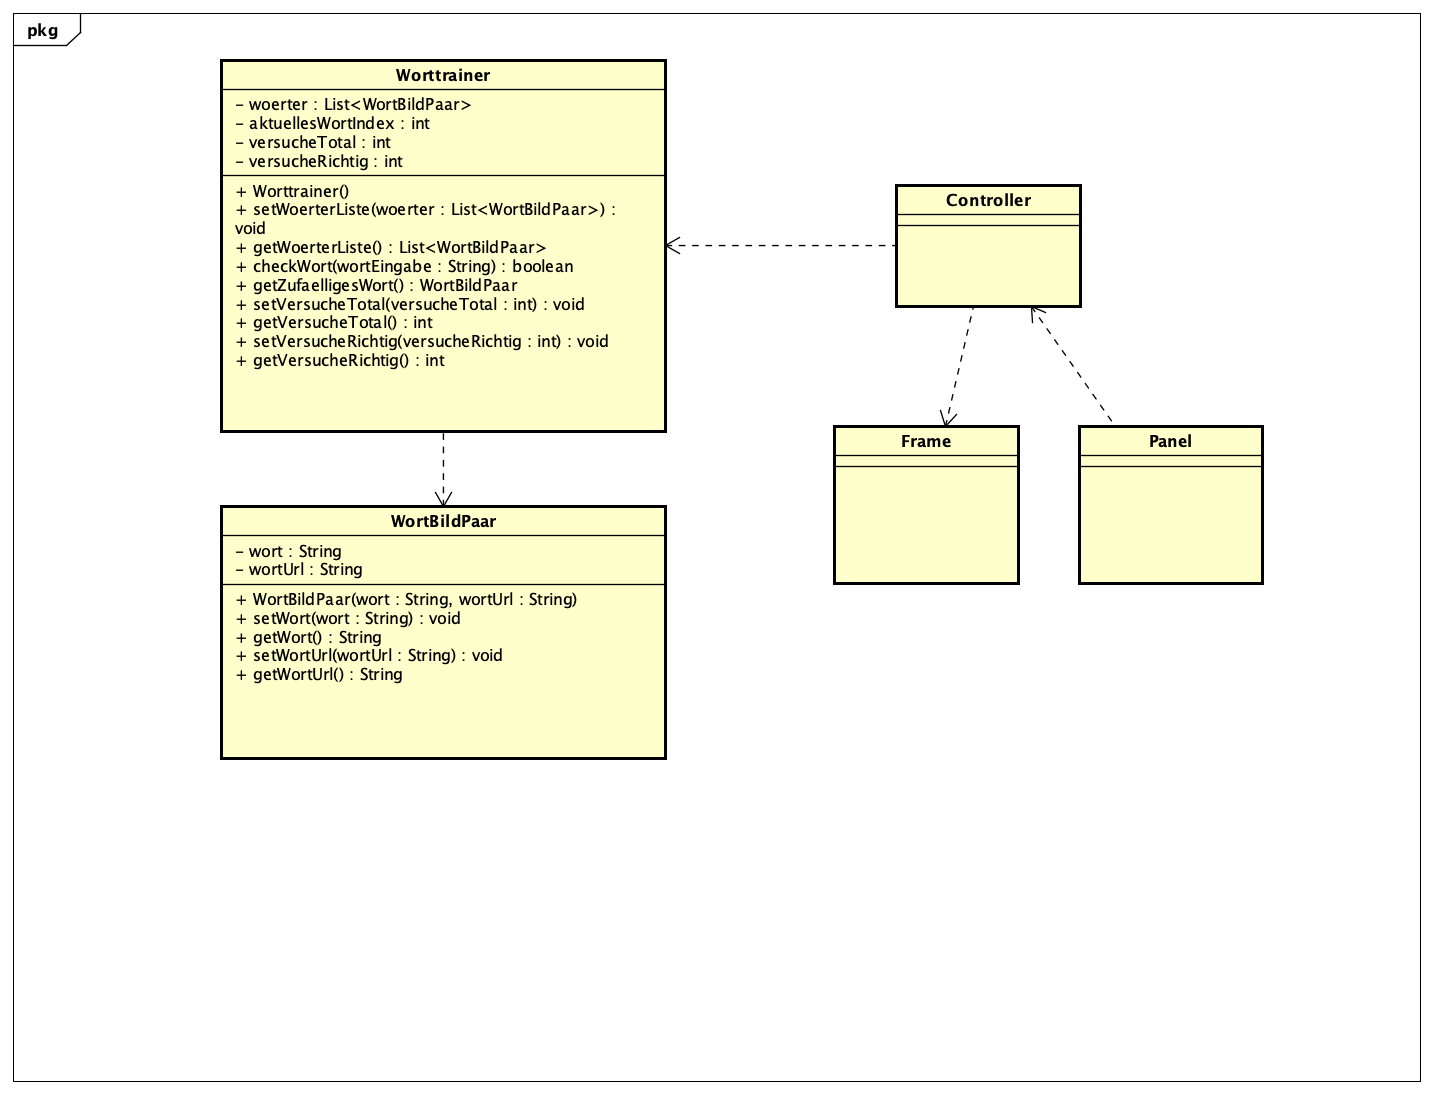 pkg
Worttrainer
– woerter : List<WortBildPaar>
– aktuellesWortIndex : int
– versucheTotal : int
– versucheRichtig : int
+ Worttrainer()
+ setWoerterListe(woerter : List<WortBildPaar>) :
void
+ getWoerterListe() : List<WortBildPaar>
+ checkWort(wortEingabe : String) : boolean
+ getZufaelligesWort() : WortBildPaar
+ setVersucheTotal(versucheTotal : int) : void
+ getVersucheTotal() : int
+ setVersucheRichtig(versucheRichtig : int) : void
+ getVersucheRichtig() : int
Controller
Frame
Panel
WortBildPaar
– wort : String
– wortUrl : String
+ WortBildPaar(wort : String, wortUrl : String)
+ setWort(wort : String) : void
+ getWort() : String
+ setWortUrl(wortUrl : String) : void
+ getWortUrl() : String